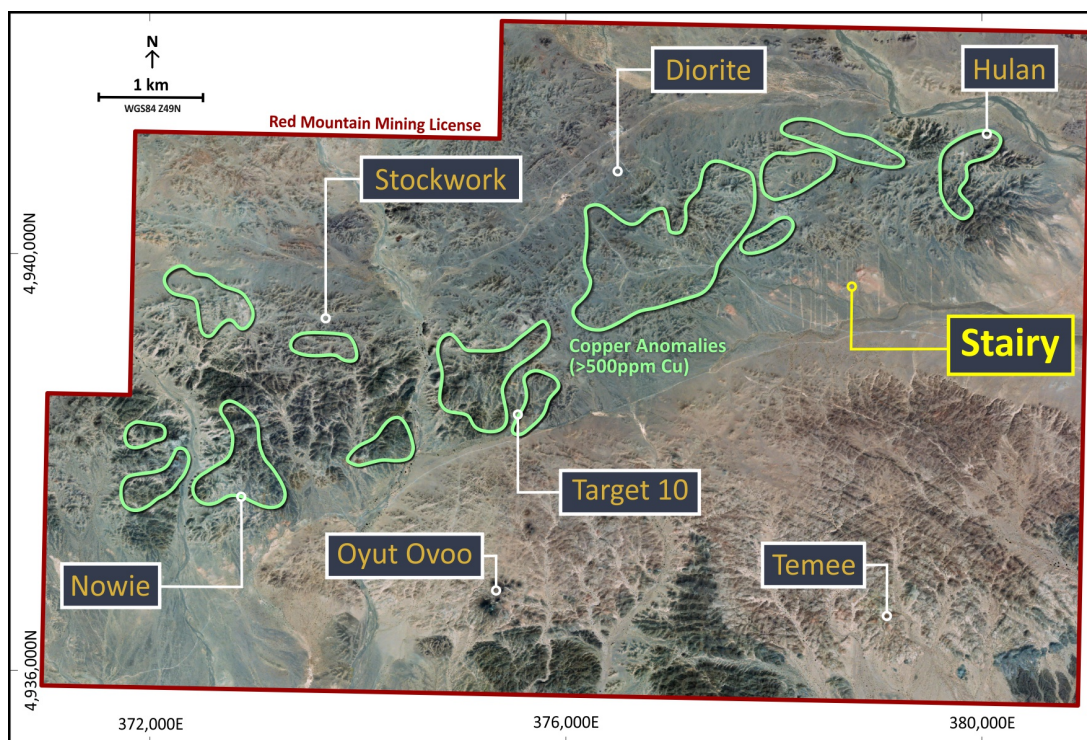 N
1 km
WGS84 Z49N
Red Mountain Mining License
Diorite
Hulan
Stockwork
4,940,000N
Stairy
Copper Anomalies
(>500ppm Cu)
Target 10
Oyut Ovoo
Temee
Nowie
4,936,000N
372,000E
376,000E
380,000E